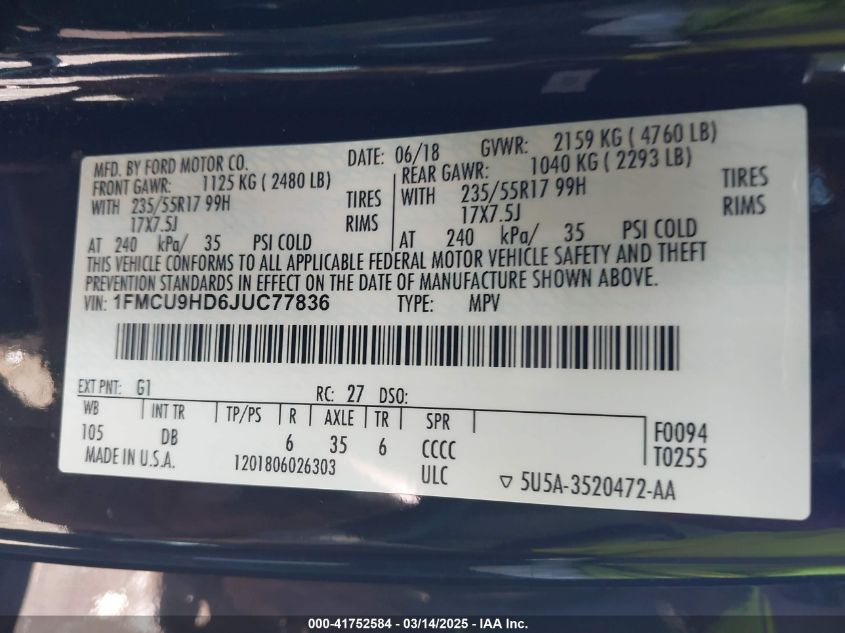 MFD. BY FORD MOTOR CO. DATE: 06/18 GVWR: 2159 KG ( 4760 LB)
FRONT GAWR: 1125 KG ( 2480 LB) REAR GAWR: 1040 KG ( 2293 LB)
WITH 235/55R17 99H TIRES WITH 235/55R17 99H TIRES
17X7.5J RIMS 17X7.5J RIMS
AT 240 kPa/ 35 PSI COLD AT 240 kPa/ 35 PSI COLD
THIS VEHICLE CONFORMS TO ALL APPLICABLE FEDERAL MOTOR VEHICLE SAFETY AND THEFT
PREVENTION STANDARDS IN EFFECT ON THE DATE OF MANUFACTURE SHOWN ABOVE.
VIN: 1FMCU9HD6JUC77836 TYPE: MPV
EXT PNT: G1 RC: 27 DSO:
WB INT TR TP/PS R AXLE TR SPR
105 DB 6 35 6 CCCC F0094
MADE IN U.S.A. 1201806026303 ULC T0255
▽ 5U5A-3520472-AA
000-41752584 - 03/14/2025 - IAA Inc.